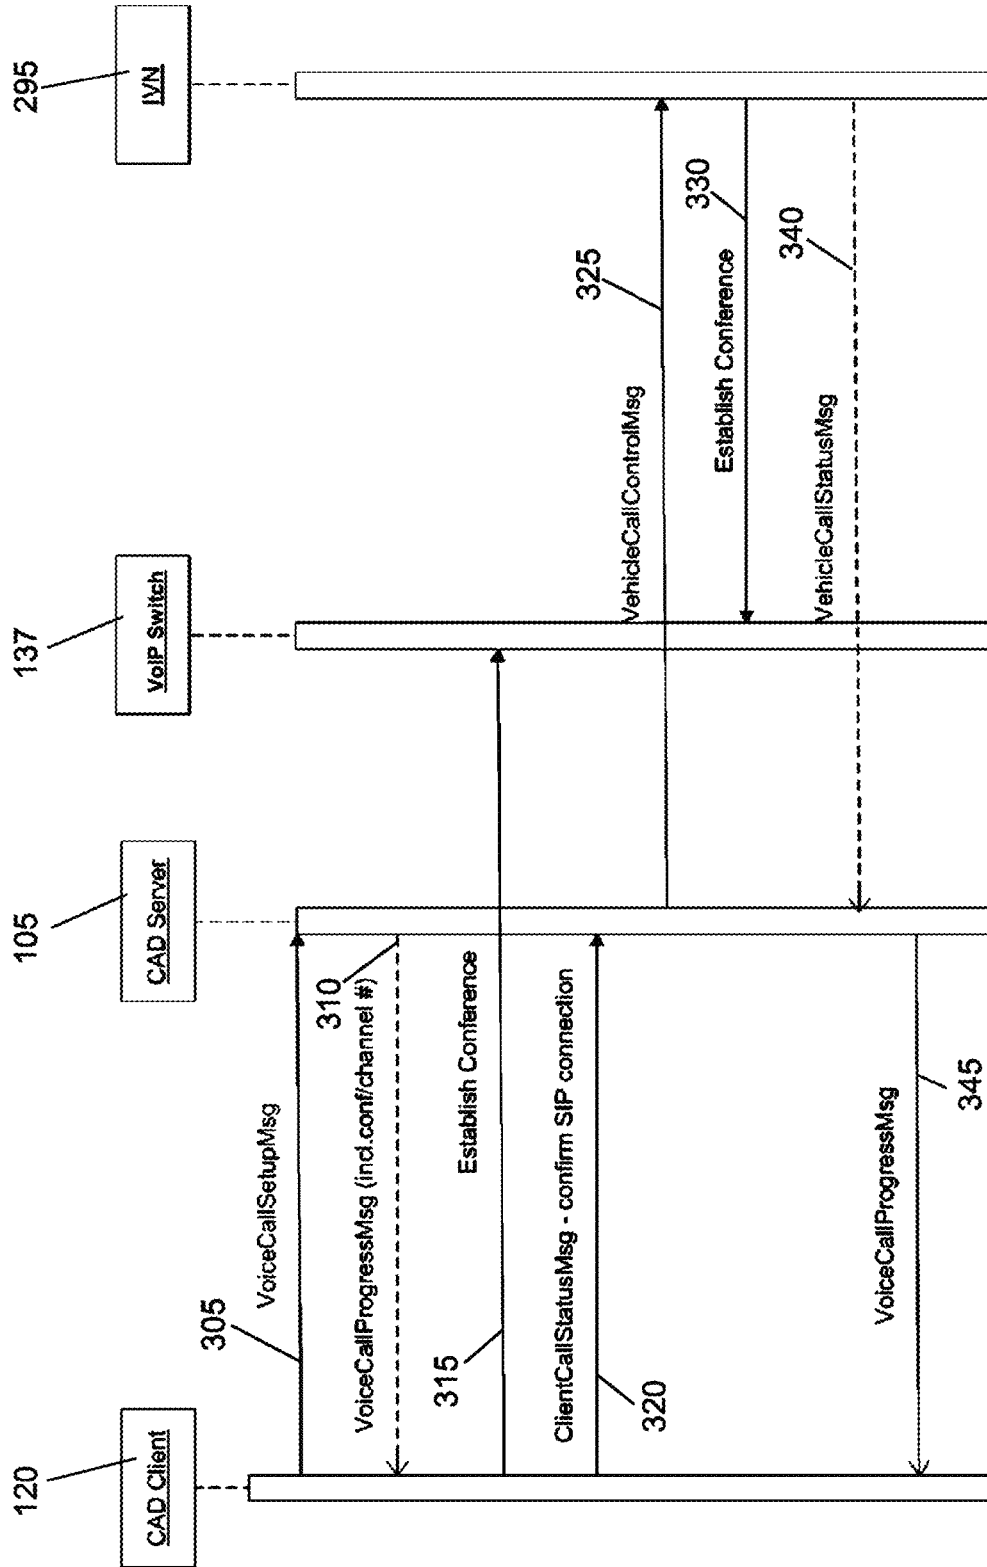 120
CAD Client
105
CAD Server
137
VoIP Switch
295
IVN
305
VoiceCallSetupMsg
310
VoiceCallProgressMsg (incl.conf/channel #)
315
Establish Conference
320
ClientCallStatusMsg - confirm SIP connection
325
VehicleCallControlMsg
330
Establish Conference
340
VehicleCallStatusMsg
345
VoiceCallProgressMsg